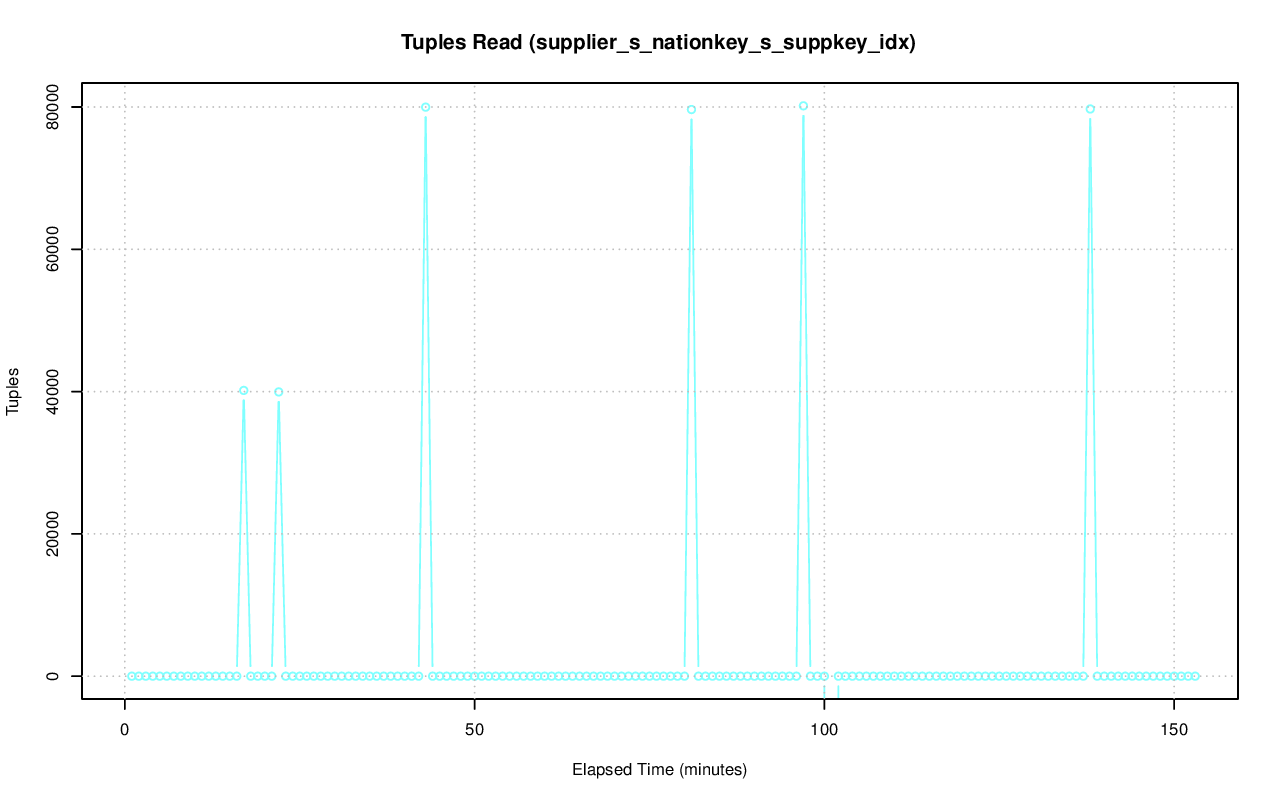 Tuples Read (supplier_s_nationkey_s_suppkey_idx)
80000
60000
40000
20000
0
Tuples
0 50 100 150
Elapsed Time (minutes)